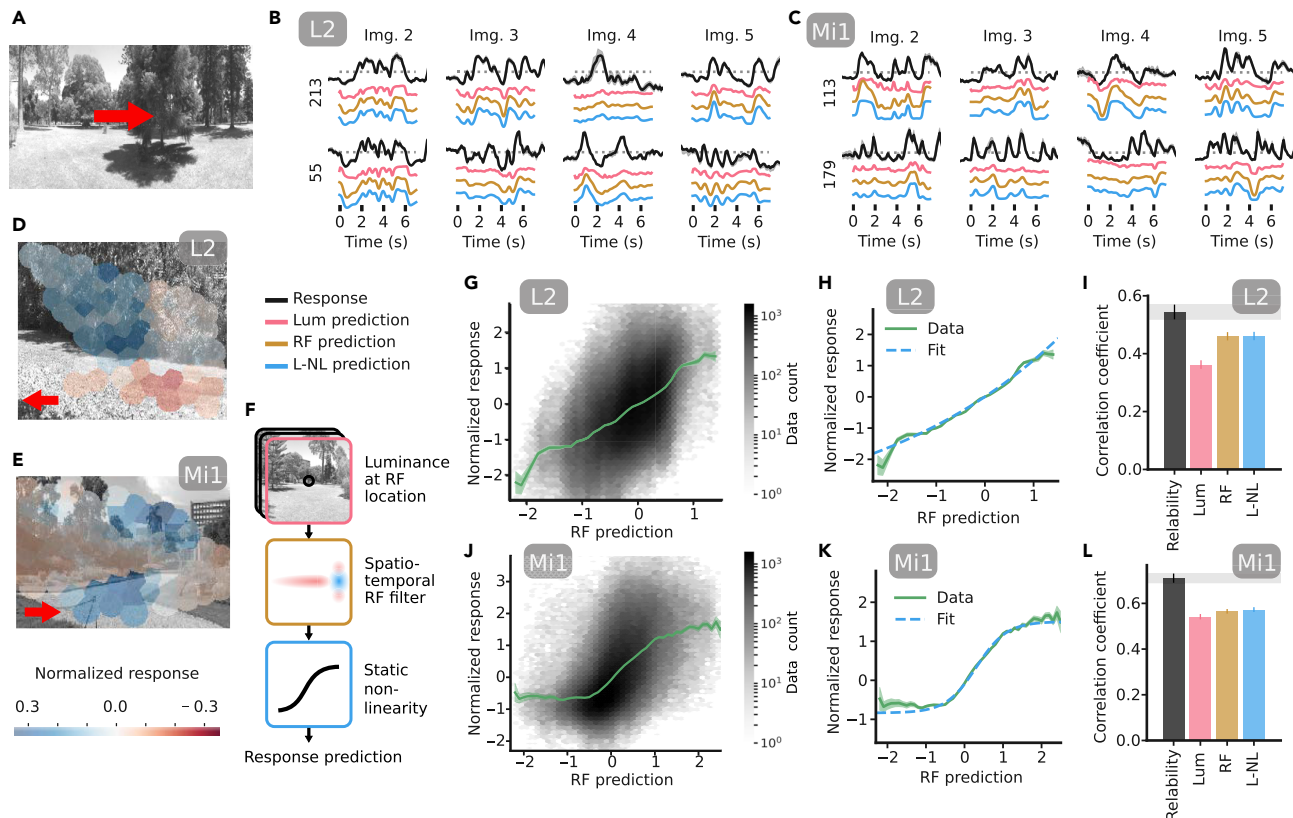 A
B
L2
Img. 2
Img. 3
Img. 4
Img. 5
213
55
0 2 4 6
0 2 4 6
0 2 4 6
0 2 4 6
Time (s)
Time (s)
Time (s)
Time (s)
C
Mi1
Img. 2
Img. 3
Img. 4
Img. 5
113
179
0 2 4 6
0 2 4 6
0 2 4 6
0 2 4 6
Time (s)
Time (s)
Time (s)
Time (s)
D
L2
E
Mi1
Normalized response
0.3 0.0 −0.3
Response
Lum prediction
RF prediction
L-NL prediction
F
Luminance
at RF
location
Spatio-
temporal
RF filter
Static
non-
linearity
Response prediction
G
L2
Normalized response
2
1
0
−1
−2
−2 −1 0 1
RF prediction
10³
10²
10¹
10⁰
Data count
H
L2
Data
Fit
Normalized response
2
1
0
−1
−2
−2 −1 0 1
RF prediction
I
L2
Correlation coefficient
0.6
0.4
0.2
0.0
Relability
Lum
RF
L-NL
J
Mi1
Normalized response
3
2
1
0
−1
−2
−2 −1 0 1 2
RF prediction
10³
10²
10¹
10⁰
Data count
K
Mi1
Data
Fit
Normalized response
2
1
0
−1
−2 −1 0 1 2
RF prediction
L
Mi1
Correlation coefficient
0.6
0.4
0.2
0.0
Relability
Lum
RF
L-NL